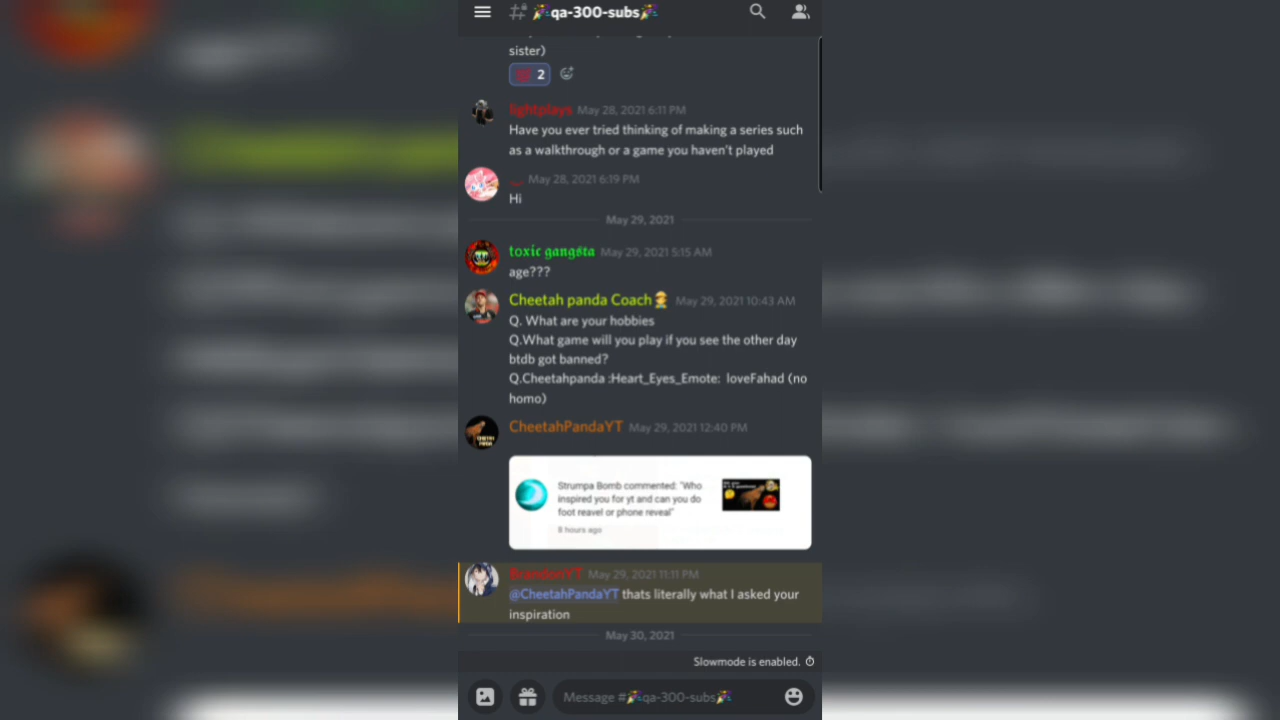 🎉qa-300-subs🎉
sister)
2
lightplays May 28, 2021 6:11 PM
Have you ever tried thinking of making a series such
as a walkthrough or a game you haven't played
May 28, 2021 6:19 PM
Hi
May 29, 2021
toxic gangsta May 29, 2021 5:15 AM
age???
Cheetah panda Coach May 29, 2021 10:43 AM
Q. What are your hobbies
Q.What game will you play if you see the other day
btdb got banned?
Q.Cheetahpanda :Heart_Eyes_Emote: loveFahad (no
homo)
CheetahPandaYT May 29, 2021 12:40 PM
Strumpa Bomb commented: "Who
inspired you for yt and can you do
foot reavel or phone reveal"
8 hours ago
BrandonYT May 29, 2021 11:11 PM
@CheetahPandaYT thats literally what I asked your
inspiration
May 30, 2021
Slowmode is enabled.
Message #🎉qa-300-subs🎉